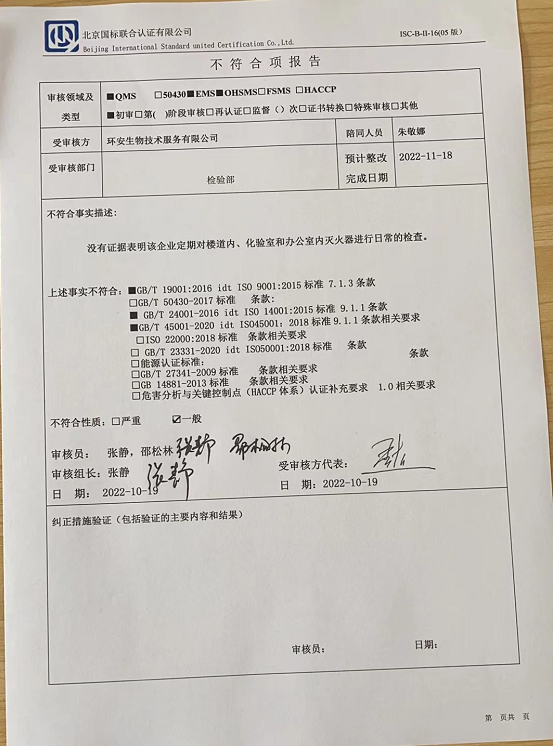 北京国标联合认证有限公司
Beijing International Standard united Certification Co.,Ltd.
ISC-B-II-16(05 版)
不符合项报告
审核领域及类型
■QMS □50430■EMS■OHSMS□FSMS □HACCP
■初审□第( )阶段审核□再认证□监督()次□证书转换□特殊审核□其他
受审核方 环安生物技术服务有限公司 陪同人员 朱敬娜
受审核部门 检验部 预计整改完成日期 2022-11-18
不符合事实描述:
没有证据表明该企业定期对楼道内、化验室和办公室内灭火器进行日常的检查。
上述事实不符合: ■GB/T 19001:2016 idt ISO 9001:2015 标准 7.1.3 条款
□GB/T 50430-2017 标准 条款:
■ GB/T 24001-2016 idt ISO 14001:2015 标准 9.1.1 条款
■GB/T 45001-2020 idt ISO45001: 2018 标准 9.1.1 条款相关要求
□ISO 22000:2018 标准 条款相关要求
□ GB/T 23331-2020 idt ISO50001:2018 标准 条款
□能源认证标准: 条款
□GB/T 27341-2009 标准 条款相关要求
□GB 14881-2013 标准 条款相关要求
□危害分析与关键控制点(HACCP 体系)认证补充要求 1.0 相关要求
不符合性质: □严重 ☑一般
审核员: 张静, 邵松林 张静 邵松林
审核组长: 张静 张静 受审核方代表:
日 期: 2022-10-19 日 期: 2022-10-19
纠正措施验证(包括验证的主要内容和结果)
审核员: 日期:
第 页共 页